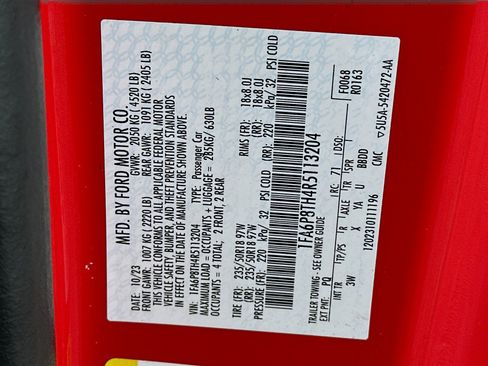 MFD. BY FORD MOTOR CO.
DATE: 10/23 GVWR: 2050 KG ( 4520 LB)
FRONT GAWR: 1007 KG (2220 LB) REAR GAWR: 1091 KG ( 2405 LB)
THIS VEHICLE CONFORMS TO ALL APPLICABLE FEDERAL MOTOR
VEHICLE SAFETY, BUMPER, AND THEFT PREVENTION STANDARDS
IN EFFECT ON THE DATE OF MANUFACTURE SHOWN ABOVE.
VIN: 1FA6P8TH4R5113204 TYPE: Passenger Car
MAXIMUM LOAD = OCCUPANTS + LUGGAGE = 285KG/ 630LB
OCCUPANTS = 4 TOTAL; 2 FRONT, 2 REAR
TIRE (FR): 235/50R18 97W RIMS (FR): 18x8.0J
TIRE (RR): 235/50R18 97W RIMS (RR): 18x8.0J
PRESSURE (FR): 220 kPa/ 32 PSI COLD (RR) 220 kPa/ 32 PSI COLD
1FA6P8TH4R5113204
TRAILER TOWING - SEE OWNER GUIDE
F0068
R0163
EXT PNT: PQ RC: 71 DSO:
INT TR TP/PS R AXLE TR SPR
3W X YA U BBDD
1202310111196 CMC
5U5A-5420472-AA